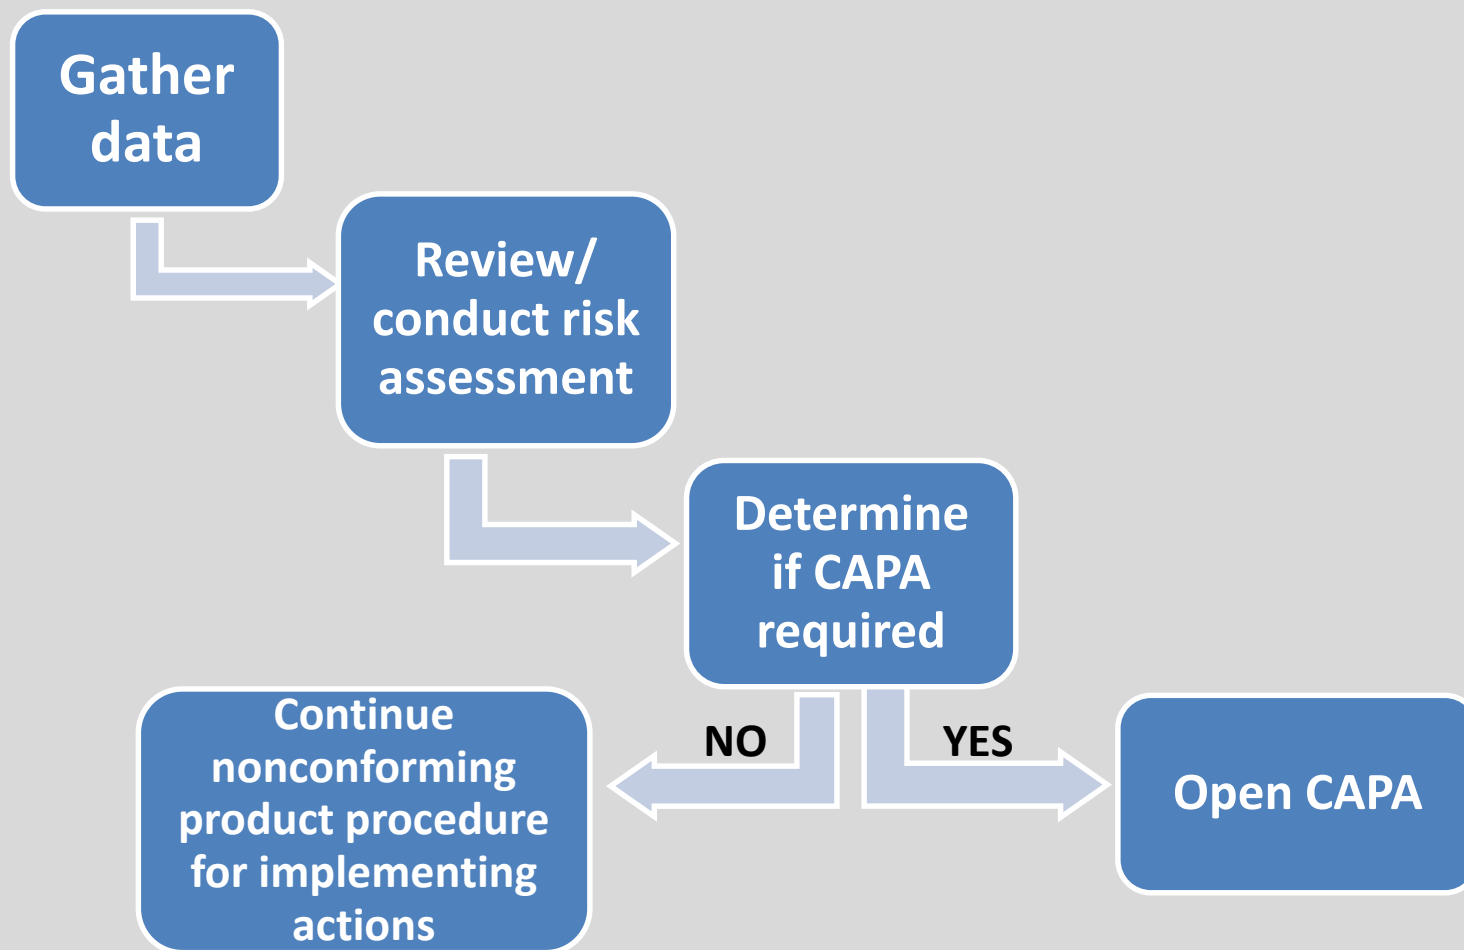 Gather
data
Review/
conduct risk
assessment
Determine
if CAPA
required
NO
YES
Continue
nonconforming
product procedure
for implementing
actions
Open CAPA